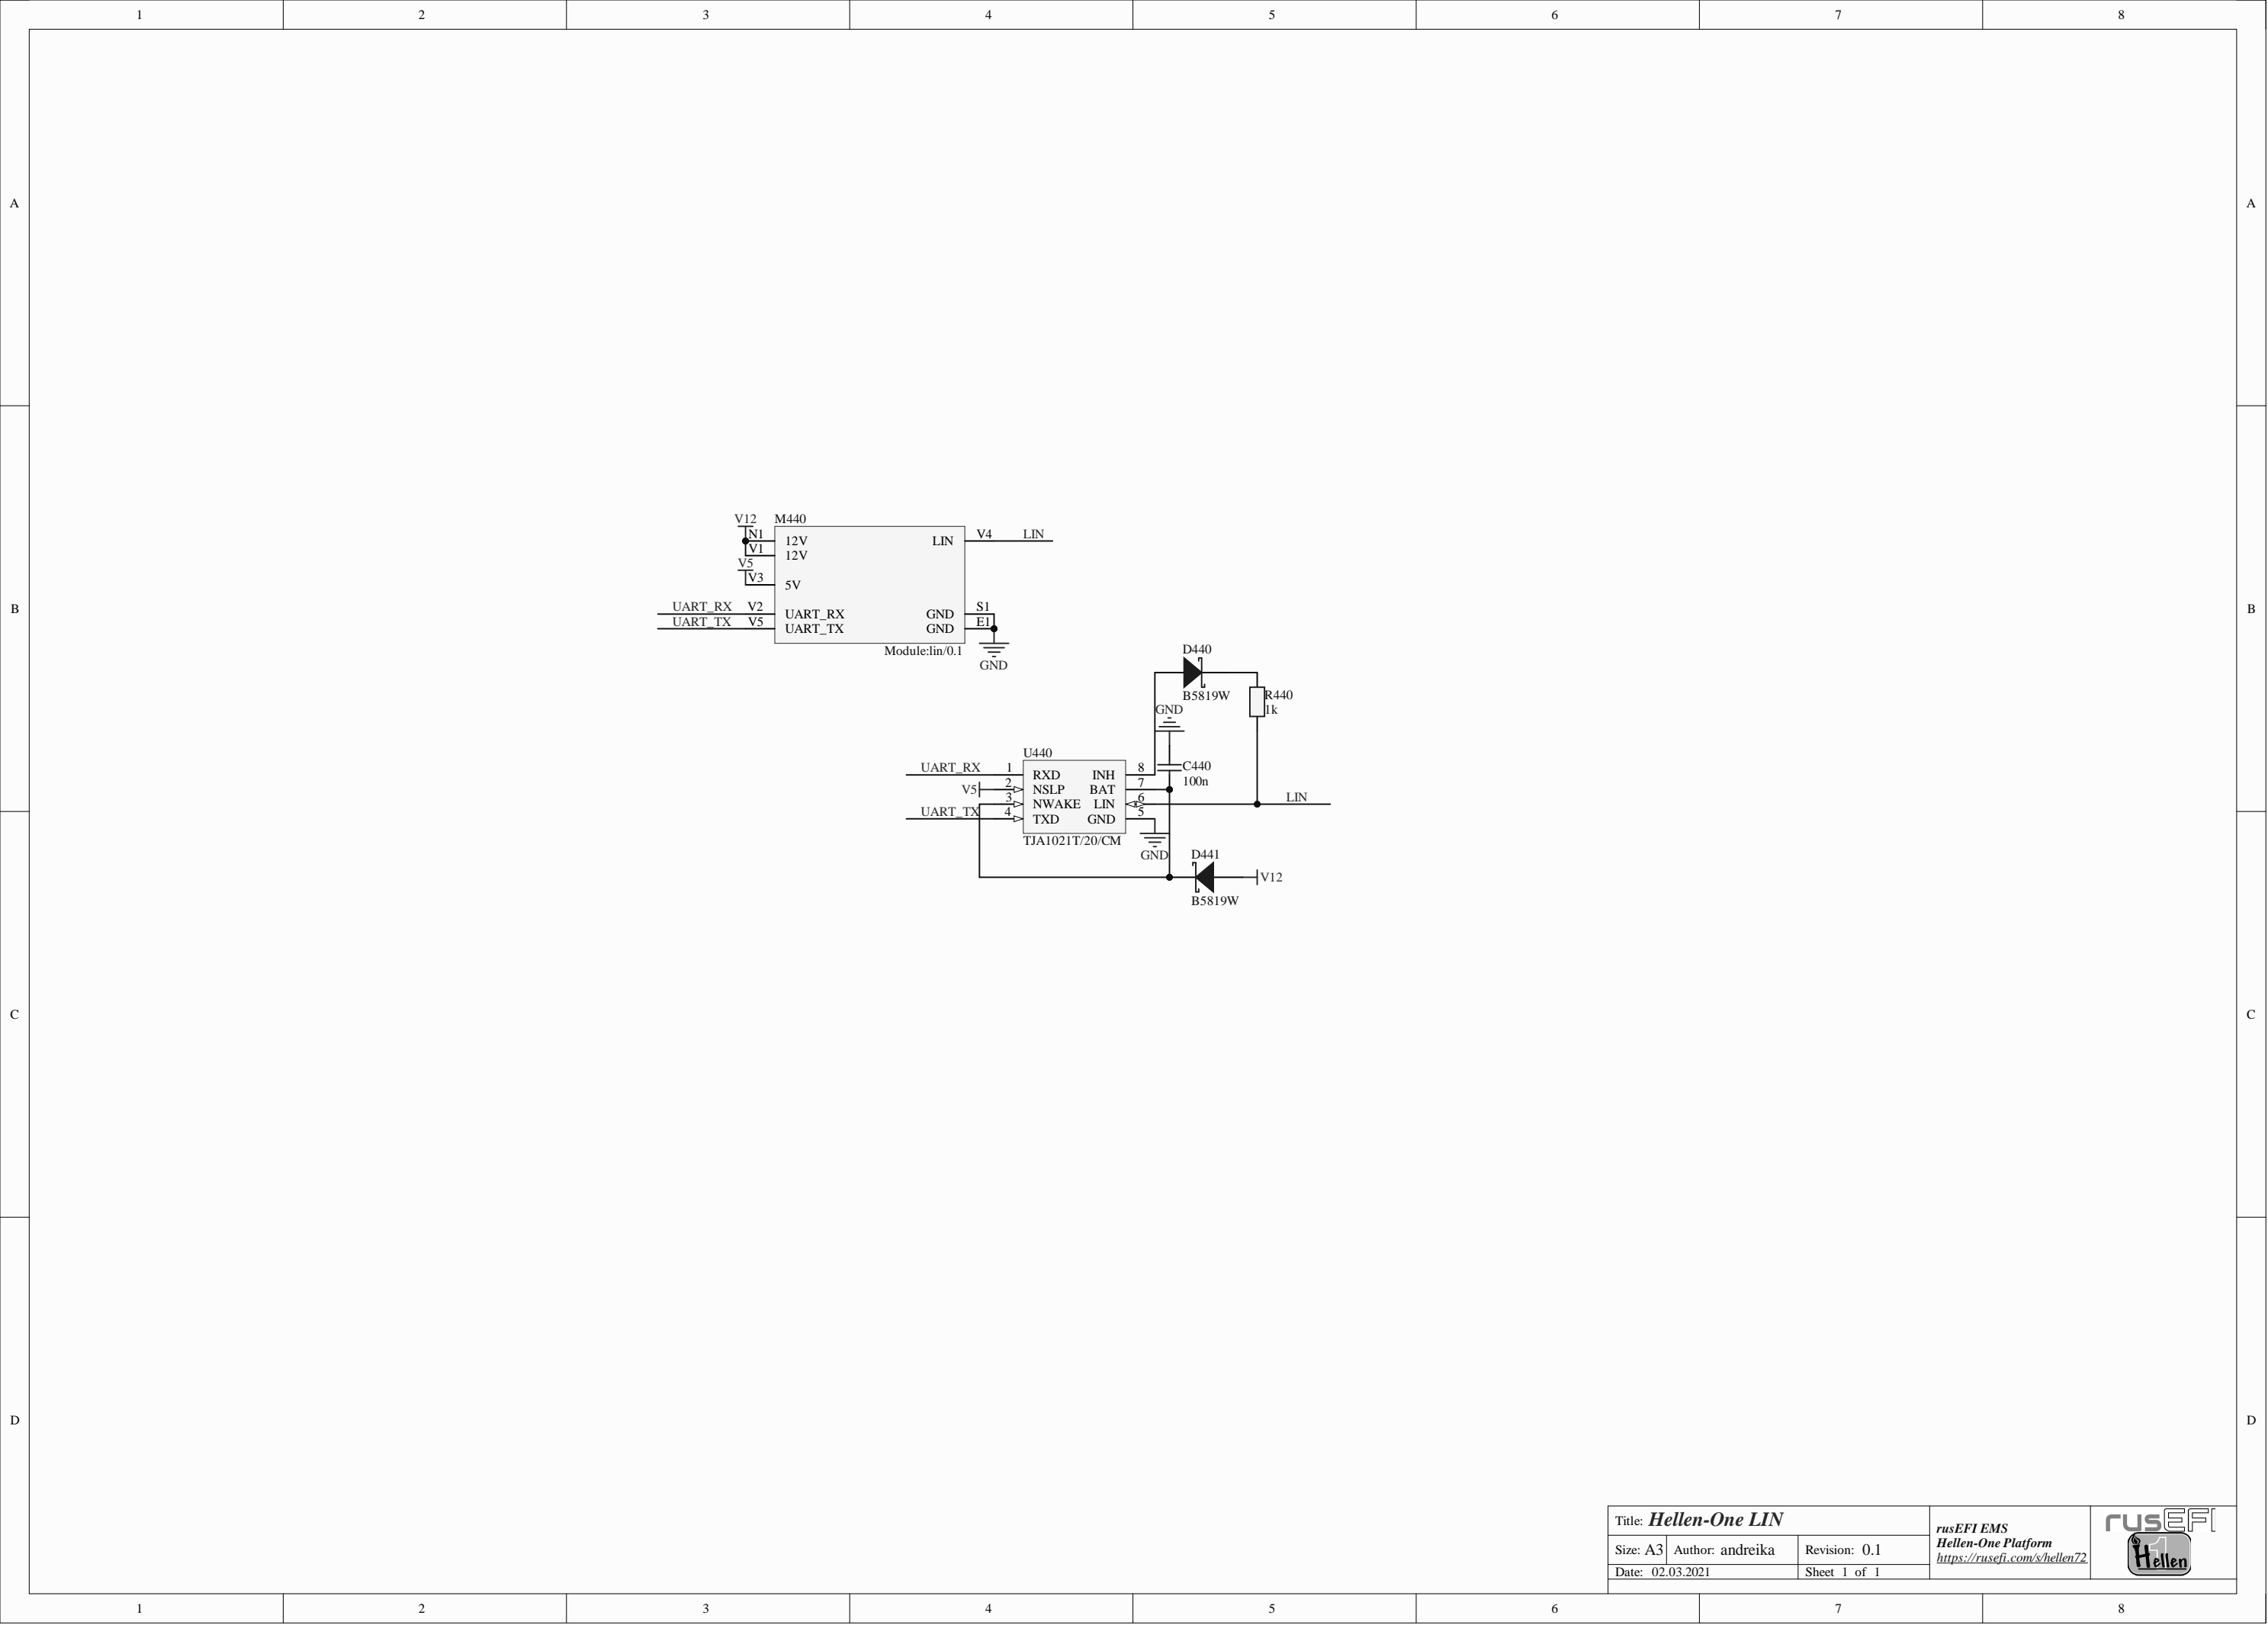 1 2 3 4 5 6 7 8
A A
V12 M440
N1 12V LIN V4 LIN
V1 12V
V5
V3 5V
B B
UART_RX V2 UART_RX GND S1
UART_TX V5 UART_TX GND E1
Module:lin/0.1
GND
D440
B5819W
R440
1k
GND
U440
UART_RX 1 RXD INH 8
C440
100n
V5 2 NSLP BAT 7
3 NWAKE LIN 6 LIN
UART_TX 4 TXD GND 5
TJA1021T/20/CM
GND
D441
V12
B5819W
C C
D D
Title: Hellen-One LIN
Size: A3 Author: andreika Revision: 0.1
Date: 02.03.2021 Sheet 1 of 1
rusEFI EMS
Hellen-One Platform
https://rusefi.com/s/hellen72
rusEFI
1
Hellen
1 2 3 4 5 6 7 8